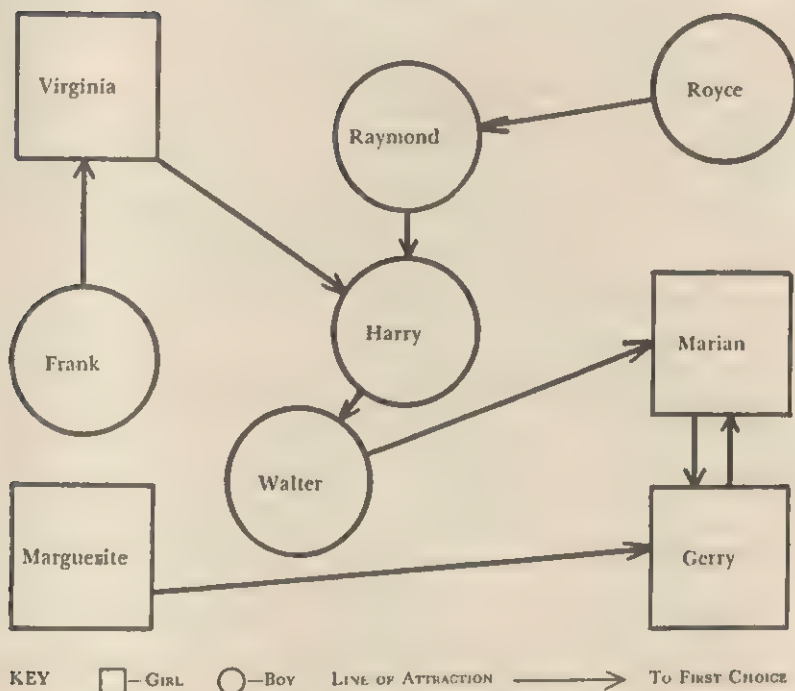 Virginia
Royce
Raymond
Harry
Marian
Frank
Walter
Marguerite
Gerry
KEY —GIRL —BOY LINE OF ATTRACTION TO FIRST CHOICE